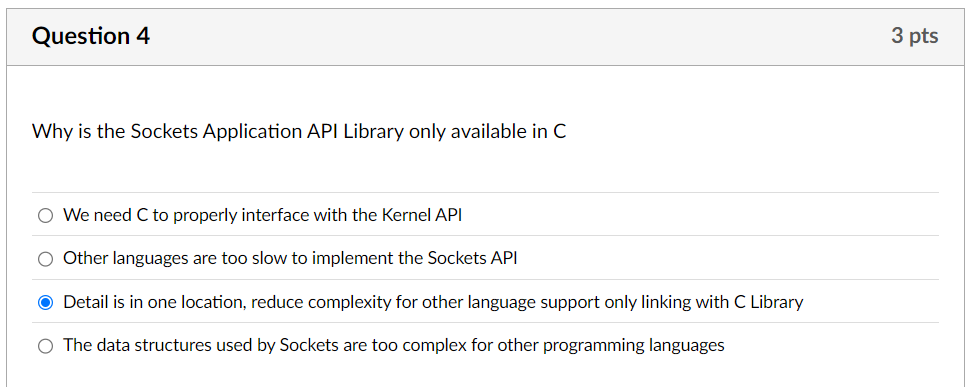 Question 4
3 pts
Why is the Sockets Application API Library only available in C
We need C to properly interface with the Kernel API
Other languages are too slow to implement the Sockets API
Detail is in one location, reduce complexity for other language support only linking with C Library
The data structures used by Sockets are too complex for other programming languages